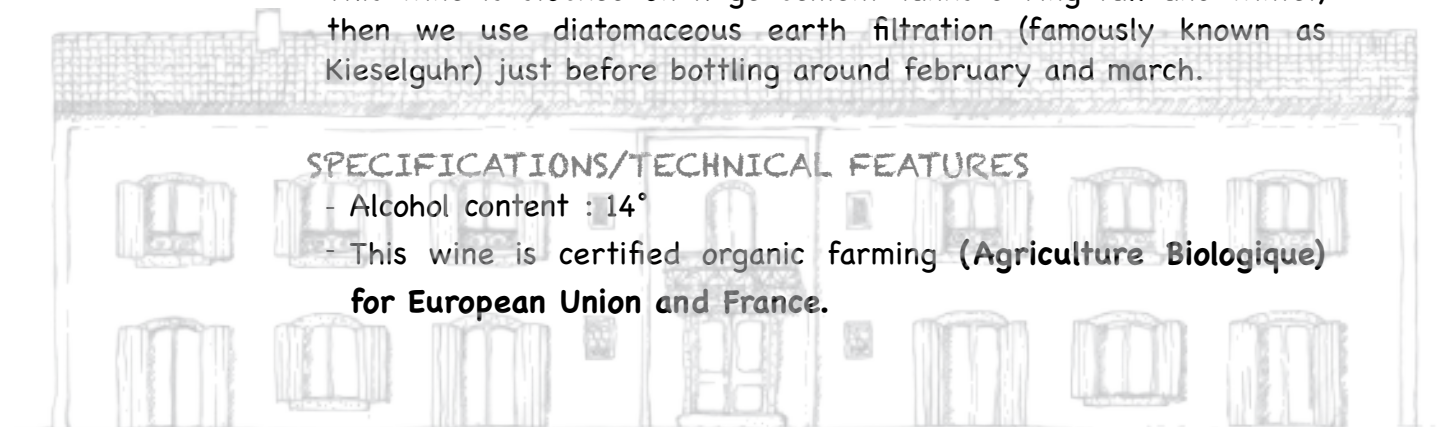 then we use diatomaceous earth filtration (famously known as
Kieselguhr) just before bottling around february and march.
SPECIFICATIONS/TECHNICAL FEATURES
- Alcohol content : 14°
- This wine is certified organic farming (Agriculture Biologique)
for European Union and France.